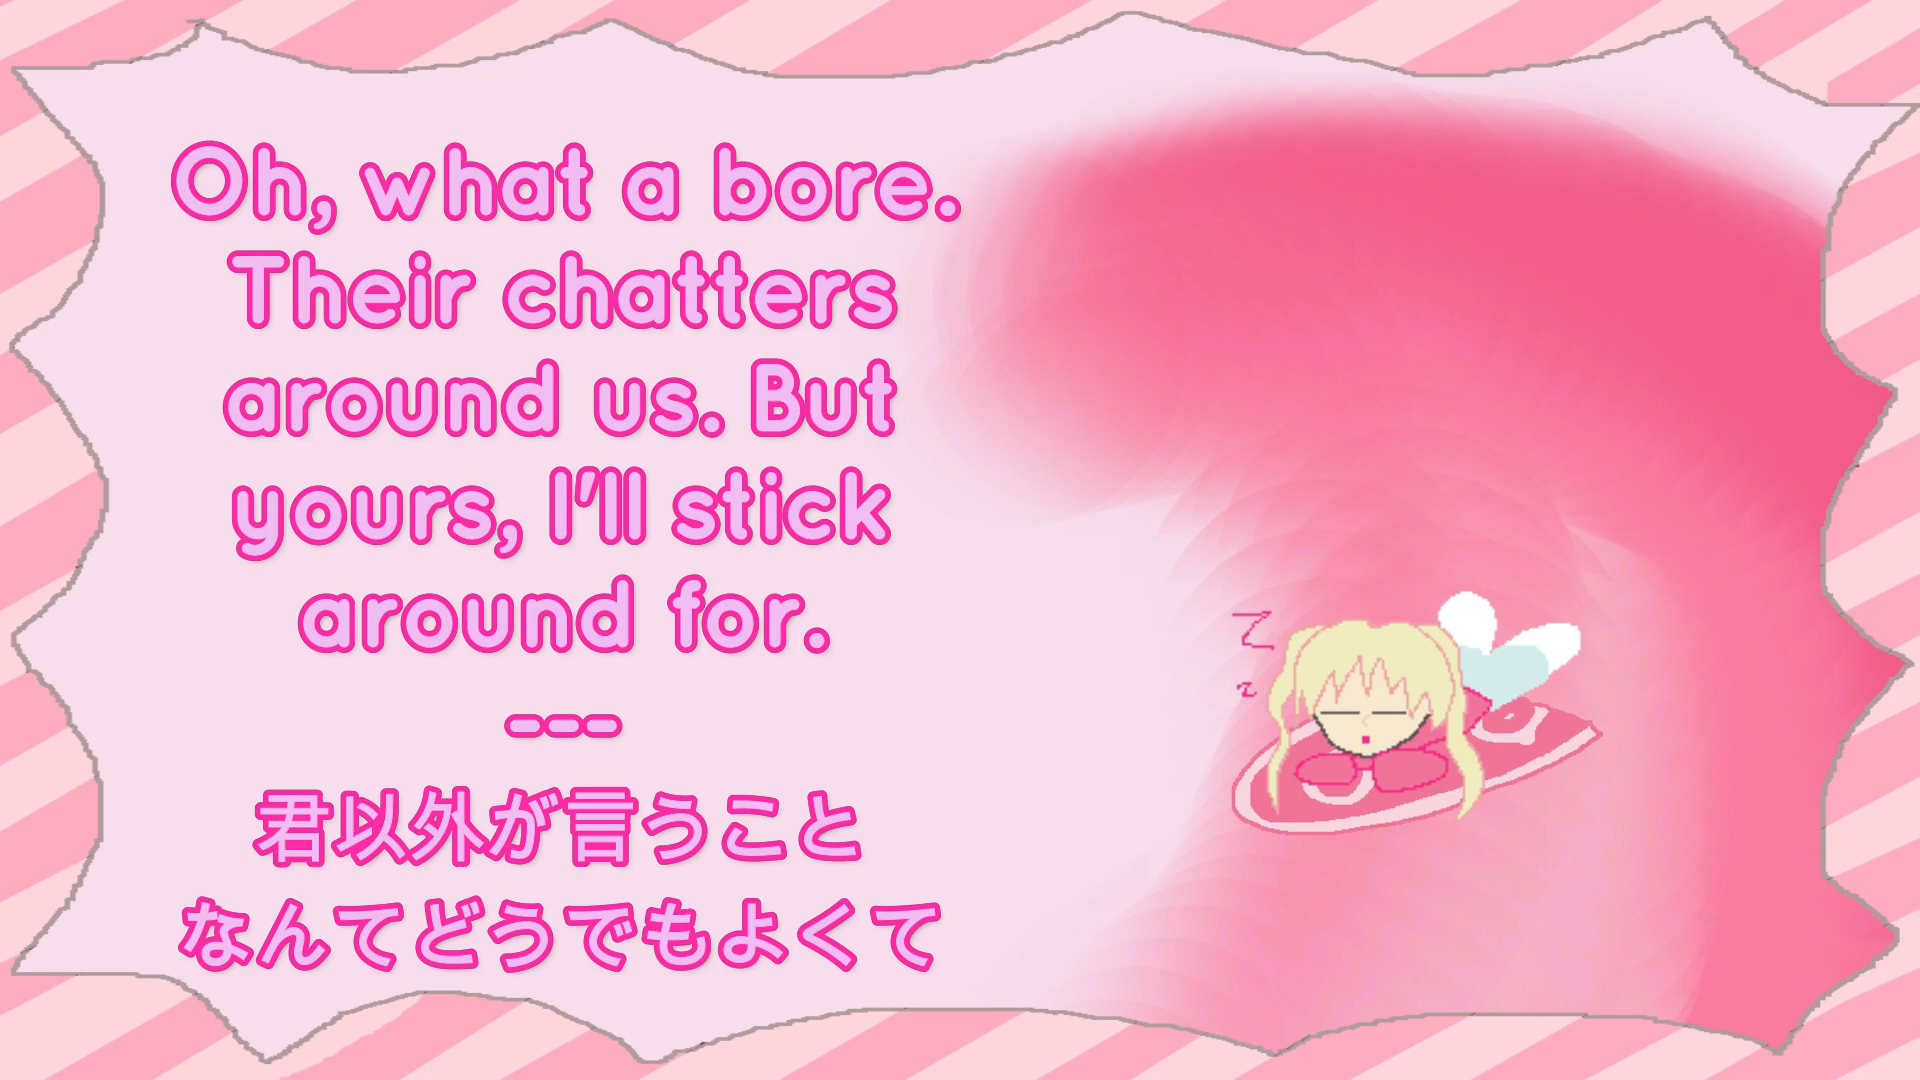 Oh, what a bore.
Their chatters
around us. But
yours, I'll stick
around for.
---
君以外が言うこと
なんてどうでもよくて
Z
z